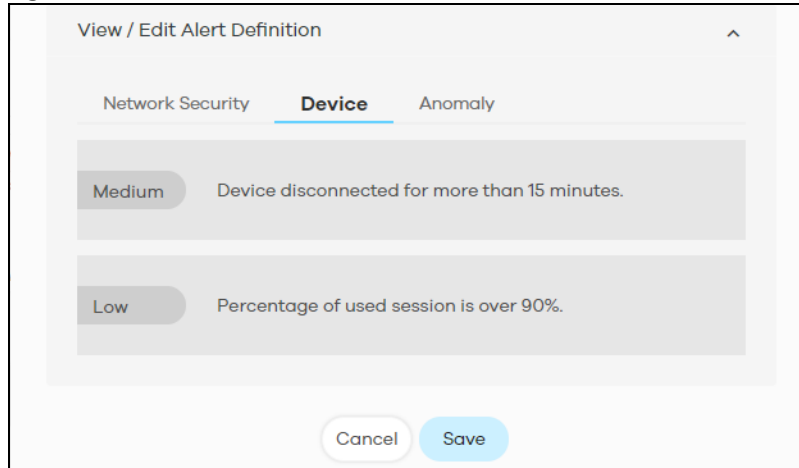 View / Edit Alert Definition
Network Security Device Anomaly
Medium Device disconnected for more than 15 minutes.
Low Percentage of used session is over 90%.
Cancel Save